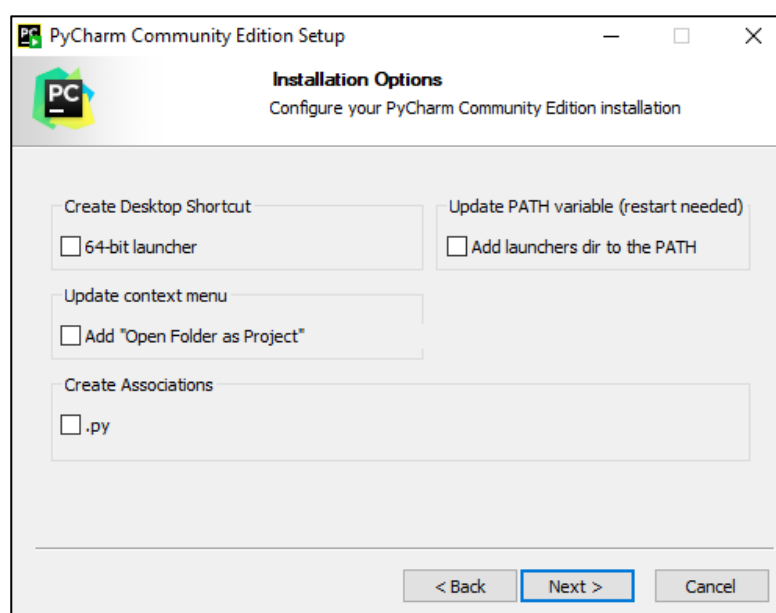 PC PyCharm Community Edition Setup
PC
Installation Options
Configure your PyCharm Community Edition installation
Create Desktop Shortcut
64-bit launcher
Update PATH variable (restart needed)
Add launchers dir to the PATH
Update context menu
Add "Open Folder as Project"
Create Associations
.py
< Back Next > Cancel